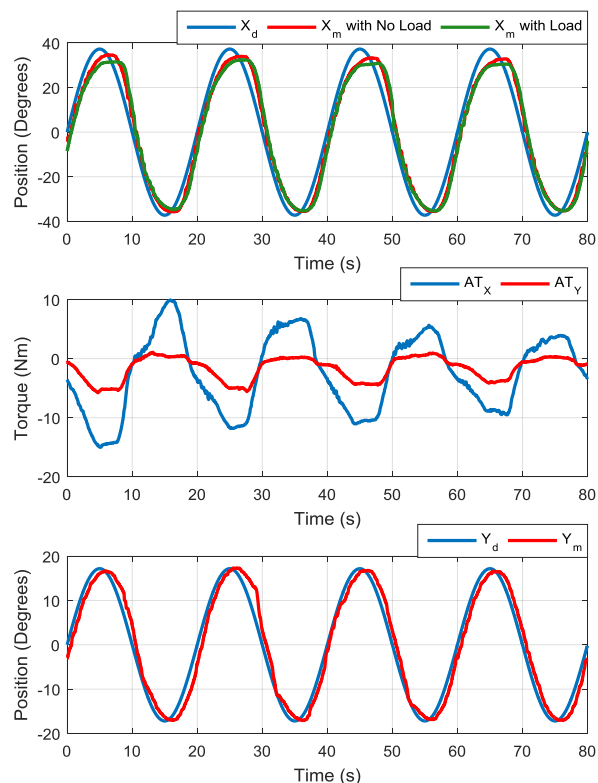 X_d X_m with No Load X_m with Load
Position (Degrees)
40
20
0
-20
-40
0 10 20 30 40 50 60 70 80
Time (s)
AT_X AT_Y
Torque (Nm)
10
0
-10
-20
0 10 20 30 40 50 60 70 80
Time (s)
Y_d Y_m
Position (Degrees)
20
10
0
-10
-20
0 10 20 30 40 50 60 70 80
Time (s)